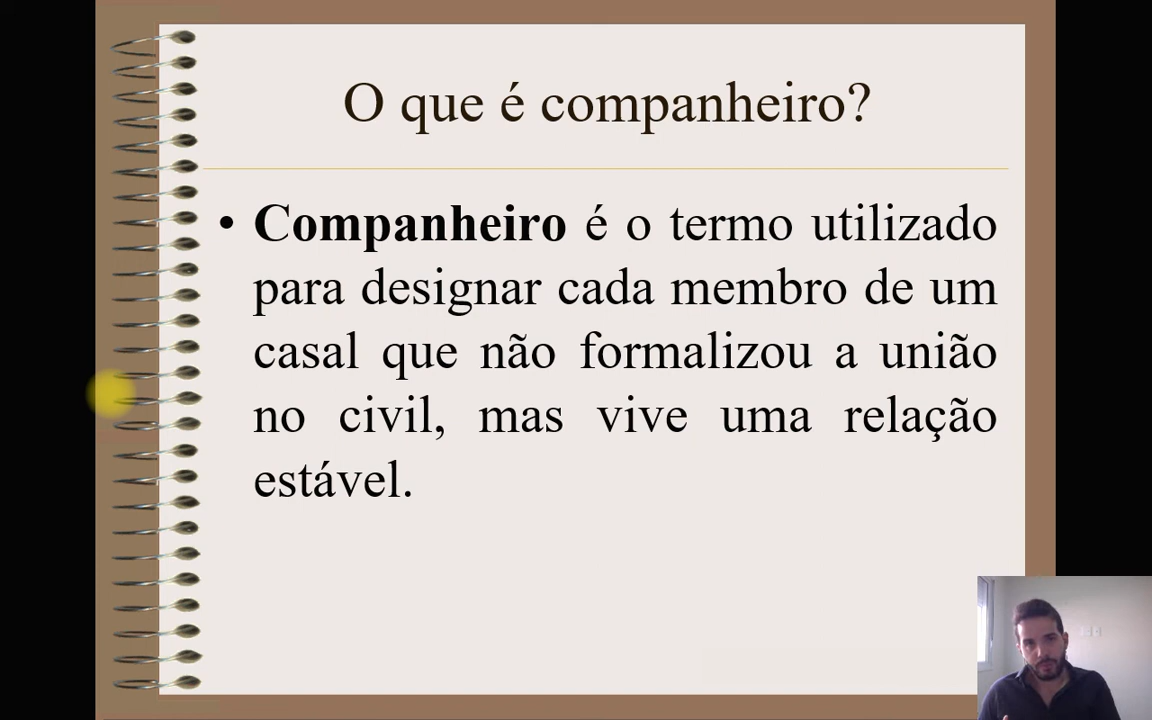 O que é companheiro?
• Companheiro é o termo utilizado
para designar cada membro de um
casal que não formalizou a união
no civil, mas vive uma relação
estável.